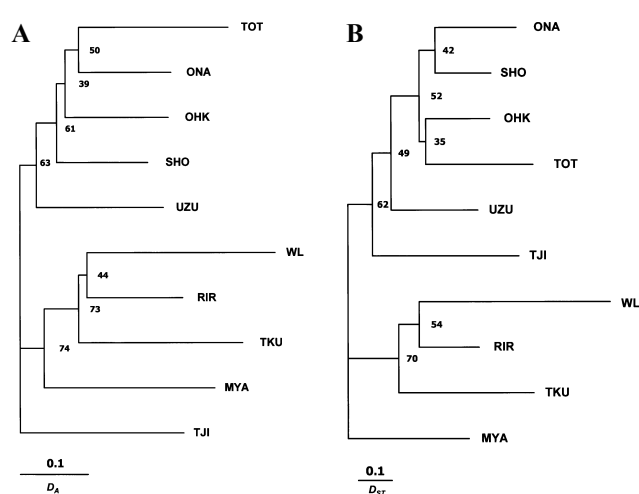 A
TOT
50
ONA
39
OHK
61
SHO
63
UZU
WL
44
RIR
73
TKU
74
MYA
TJI
0.1
DA
B
ONA
42
SHO
52
OHK
35
TOT
49
UZU
62
TJI
WL
54
RIR
70
TKU
MYA
0.1
DST